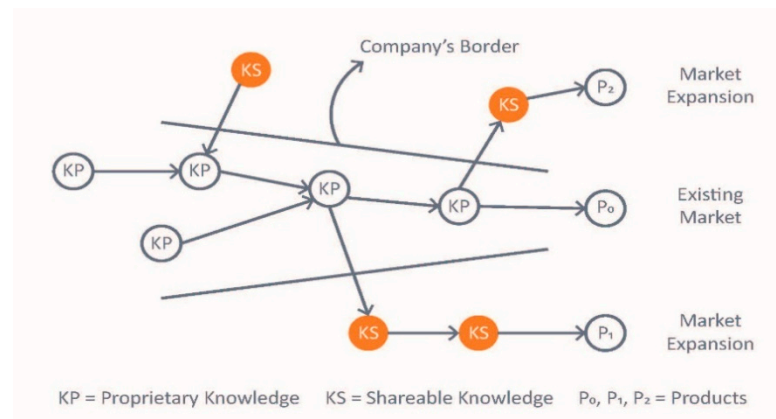 Company's Border
KS
Market
Expansion
P₂
KS
KP
KP
KP
KP
P₀
Existing
Market
KP
KS
KS
P₁
Market
Expansion
KP = Proprietary Knowledge KS = Shareable Knowledge P₀, P₁, P₂ = Products